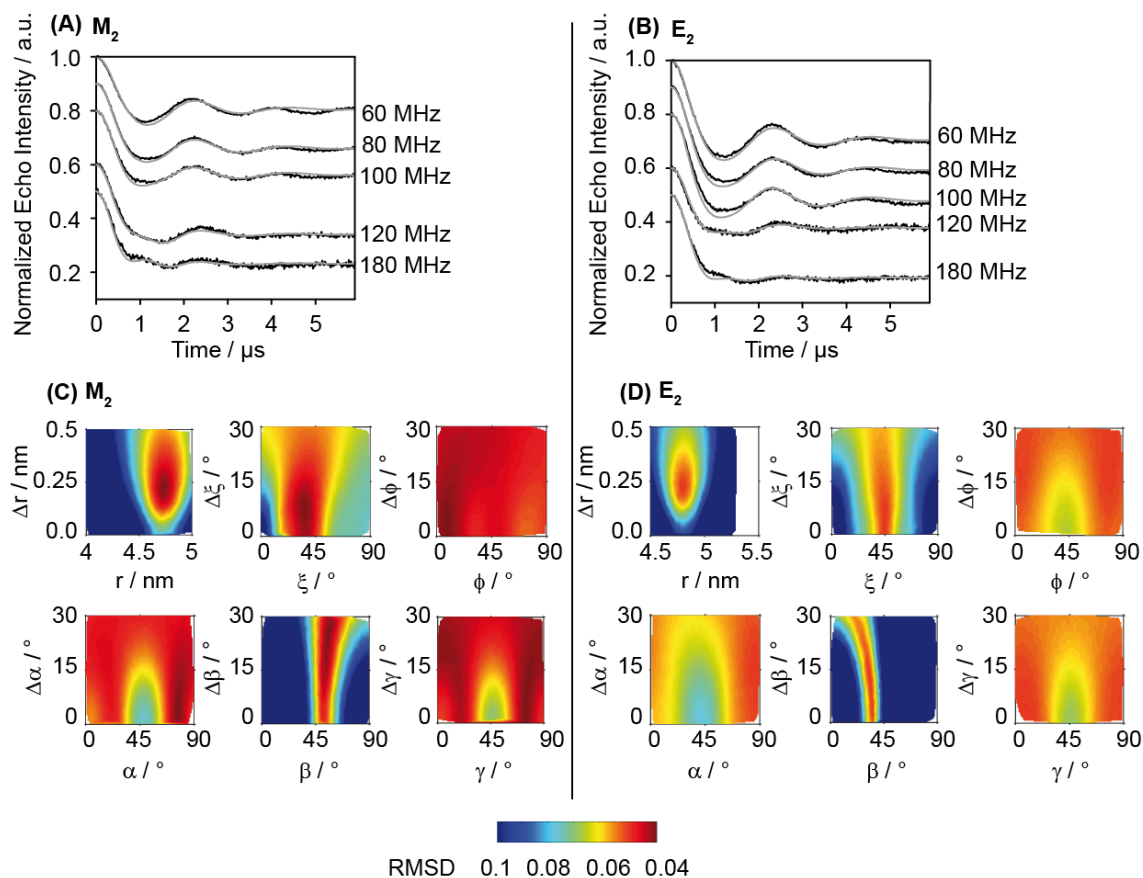 (A) M2
Normalized Echo Intensity / a.u.
1.0
0.8
0.6
0.4
0.2
60 MHz
80 MHz
100 MHz
120 MHz
180 MHz
0 1 2 3 4 5
Time / µs
(B) E2
Normalized Echo Intensity / a.u.
1.0
0.8
0.6
0.4
0.2
60 MHz
80 MHz
100 MHz
120 MHz
180 MHz
0 1 2 3 4 5
Time / µs
(C) M2
Δr / nm
0.5
0.25
0.0
4 4.5 5
r / nm
Δξ / °
30
15
0
0 45 90
ξ / °
Δϕ / °
30
15
0
0 45 90
ϕ / °
Δα / °
30
15
0
0 45 90
α / °
Δβ / °
30
15
0
0 45 90
β / °
Δγ / °
30
15
0
0 45 90
γ / °
(D) E2
Δr / nm
0.5
0.25
0.0
4.5 5 5.5
r / nm
Δξ / °
30
15
0
0 45 90
ξ / °
Δϕ / °
30
15
0
0 45 90
ϕ / °
Δα / °
30
15
0
0 45 90
α / °
Δβ / °
30
15
0
0 45 90
β / °
Δγ / °
30
15
0
0 45 90
γ / °
RMSD 0.1 0.08 0.06 0.04